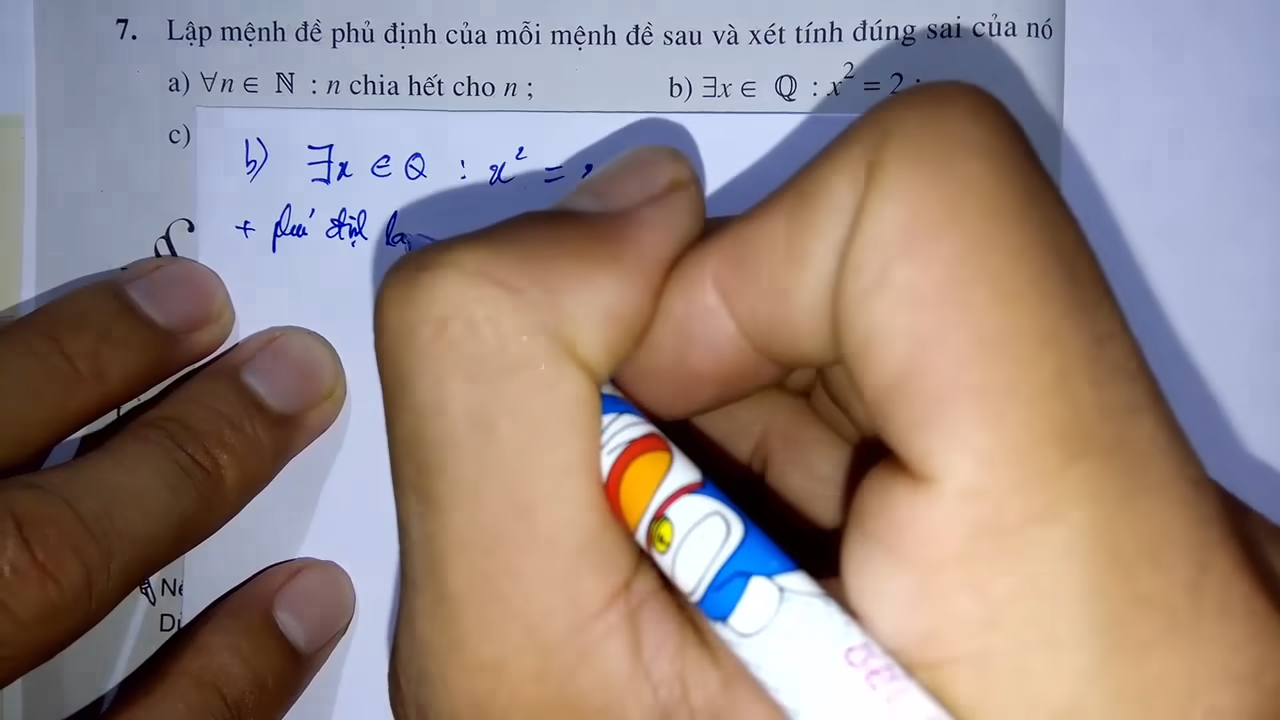 7. Lập mệnh đề phủ định của mỗi mệnh đề sau và xét tính đúng sai của nó
a) ∀n ∈ ℕ : n chia hết cho n ; b) ∃x ∈ ℚ : x² = 2 ;
c)
b) ∃x ∈ Q : x² =
+ phủ định là